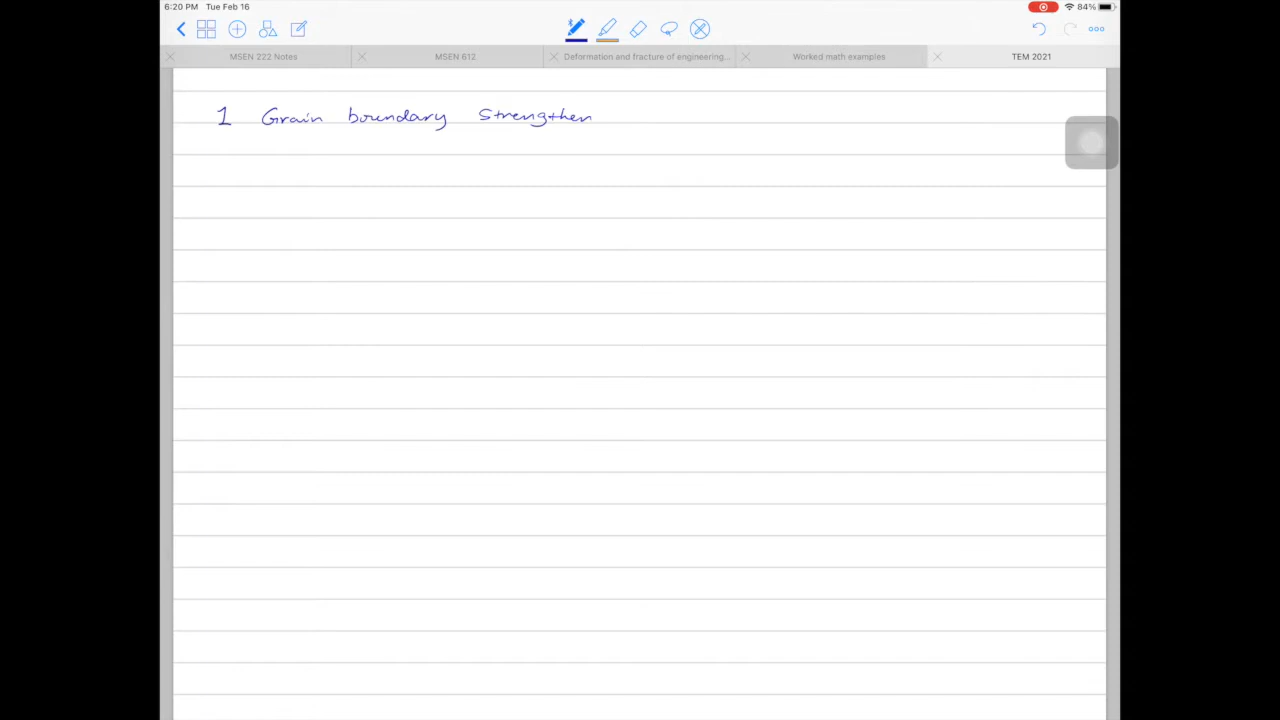 6:20 PM Tue Feb 16
84%
MSEN 222 Notes
MSEN 612
Deformation and fracture of engineering...
Worked math examples
TEM 2021
1 Grain boundary strengthen